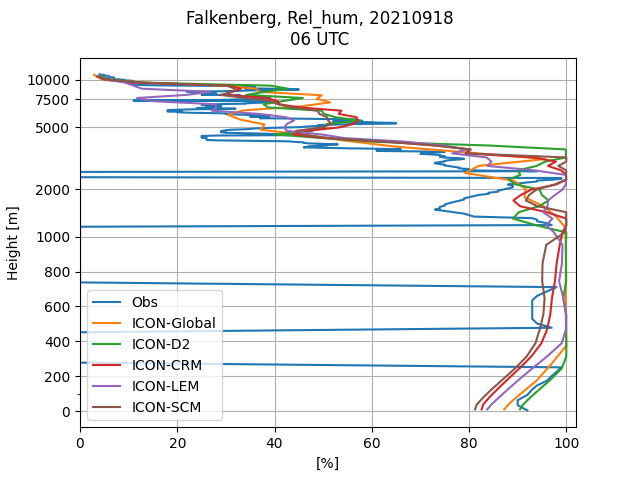 Falkenberg, Rel_hum, 20210918
06 UTC
10000
7500
5000
2000
1000
800
600
400
200
0
Height [m]
Obs
ICON-Global
ICON-D2
ICON-CRM
ICON-LEM
ICON-SCM
0 20 40 60 80 100
[%]